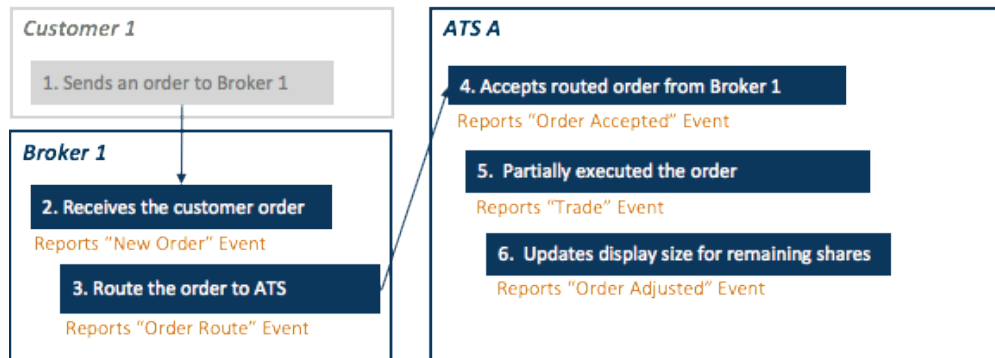 Customer 1
1. Sends an order to Broker 1
Broker 1
2. Receives the customer order
Reports "New Order" Event
3. Route the order to ATS
Reports "Order Route" Event
ATS A
4. Accepts routed order from Broker 1
Reports "Order Accepted" Event
5. Partially executed the order
Reports "Trade" Event
6. Updates display size for remaining shares
Reports "Order Adjusted" Event